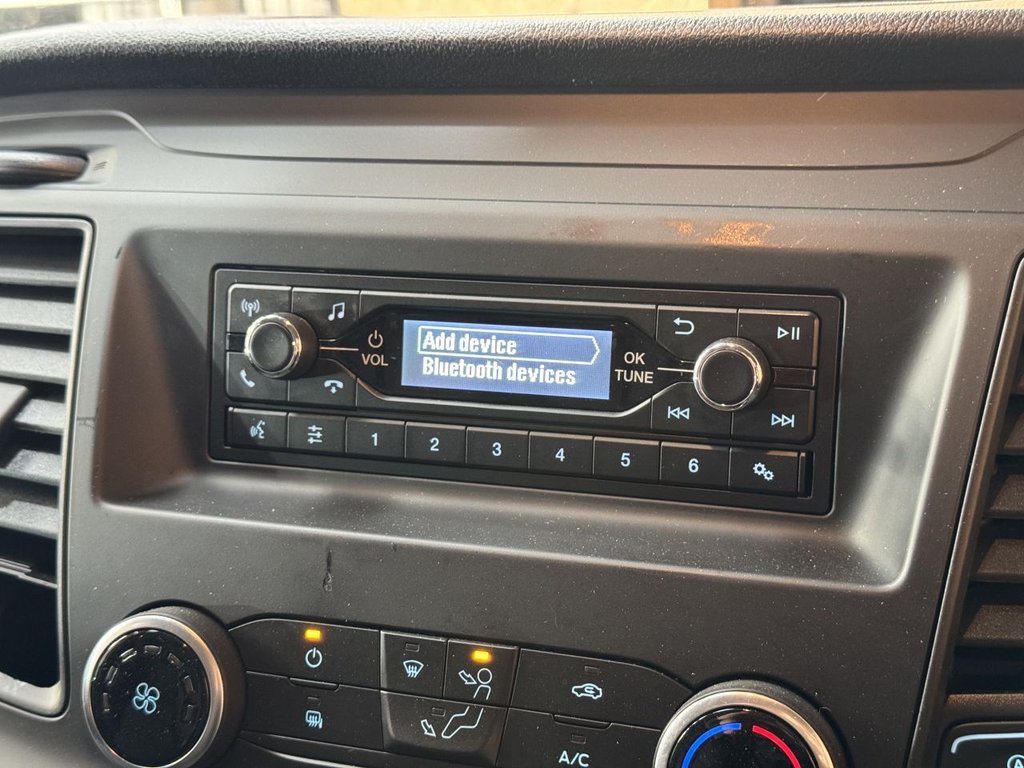 Add device
Bluetooth devices
VOL
OK
TUNE
1 2 3 4 5 6
A/C
A